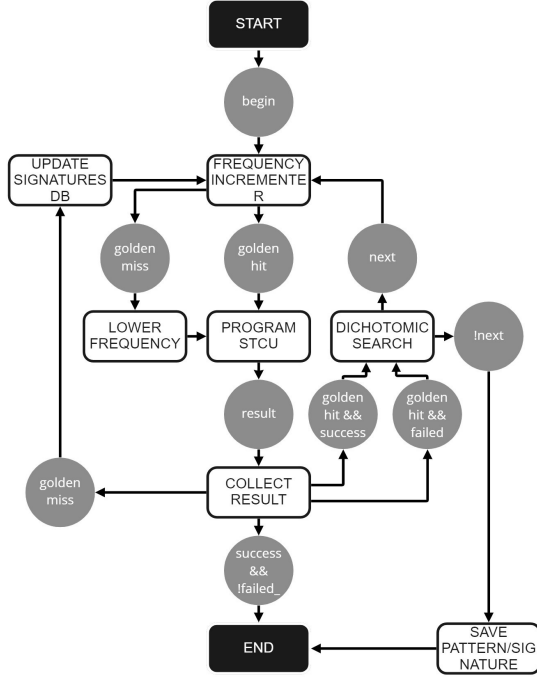 START
begin
UPDATE
SIGNATURES
DB
FREQUENCY
INCREMENTE
R
golden
miss
golden
hit
next
LOWER
FREQUENCY
PROGRAM
STCU
DICHOTOMIC
SEARCH
!next
result
golden
hit &&
success
golden
hit &&
failed
golden
miss
COLLECT
RESULT
success
&&
!failed_
END
SAVE
PATTERN/SIG
NATURE